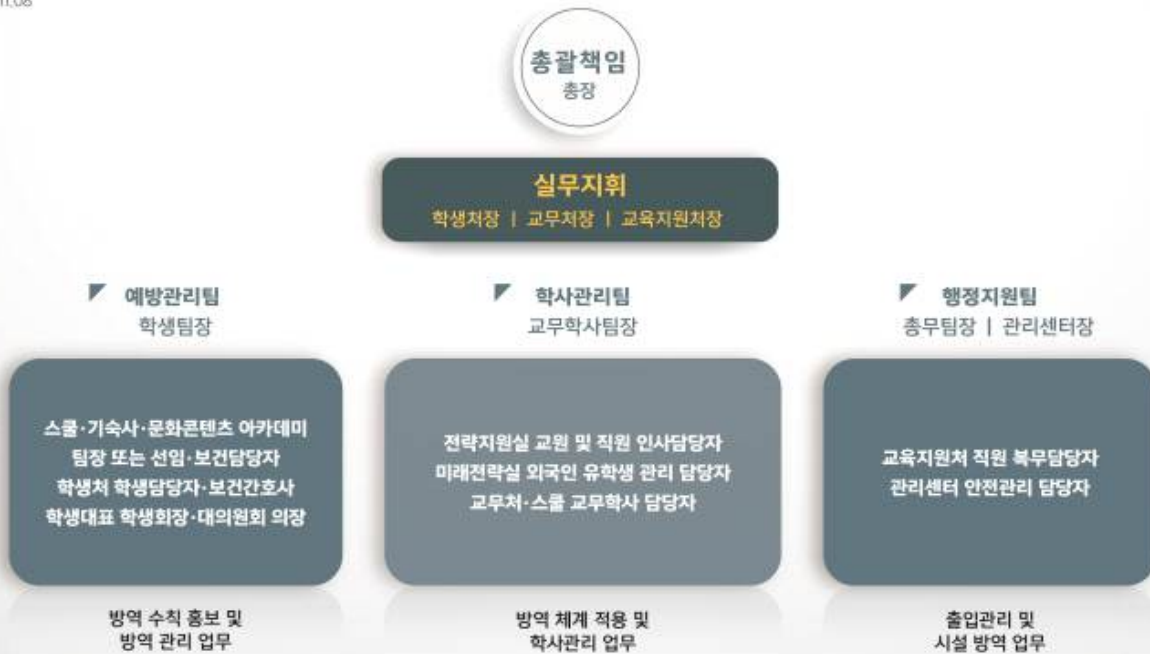 총괄책임
총장
실무지휘
학생처장 | 교무처장 | 교육지원처장
예방관리팀
학생팀장
스쿨·기숙사·문화콘텐츠 아카데미
팀장 또는 선임·보건담당자
학생처 학생담당자·보건간호사
학생대표 학생회장·대의원회 의장
방역 수칙 홍보 및
방역 관리 업무
학사관리팀
교무학사팀장
전략지원실 교원 및 직원 인사담당자
미래전략실 외국인 유학생 관리 담당자
교무처·스쿨 교무학사 담당자
방역 체계 적용 및
학사관리 업무
행정지원팀
총무팀장 | 관리센터장
교육지원처 직원 복무담당자
관리센터 안전관리 담당자
출입관리 및
시설 방역 업무